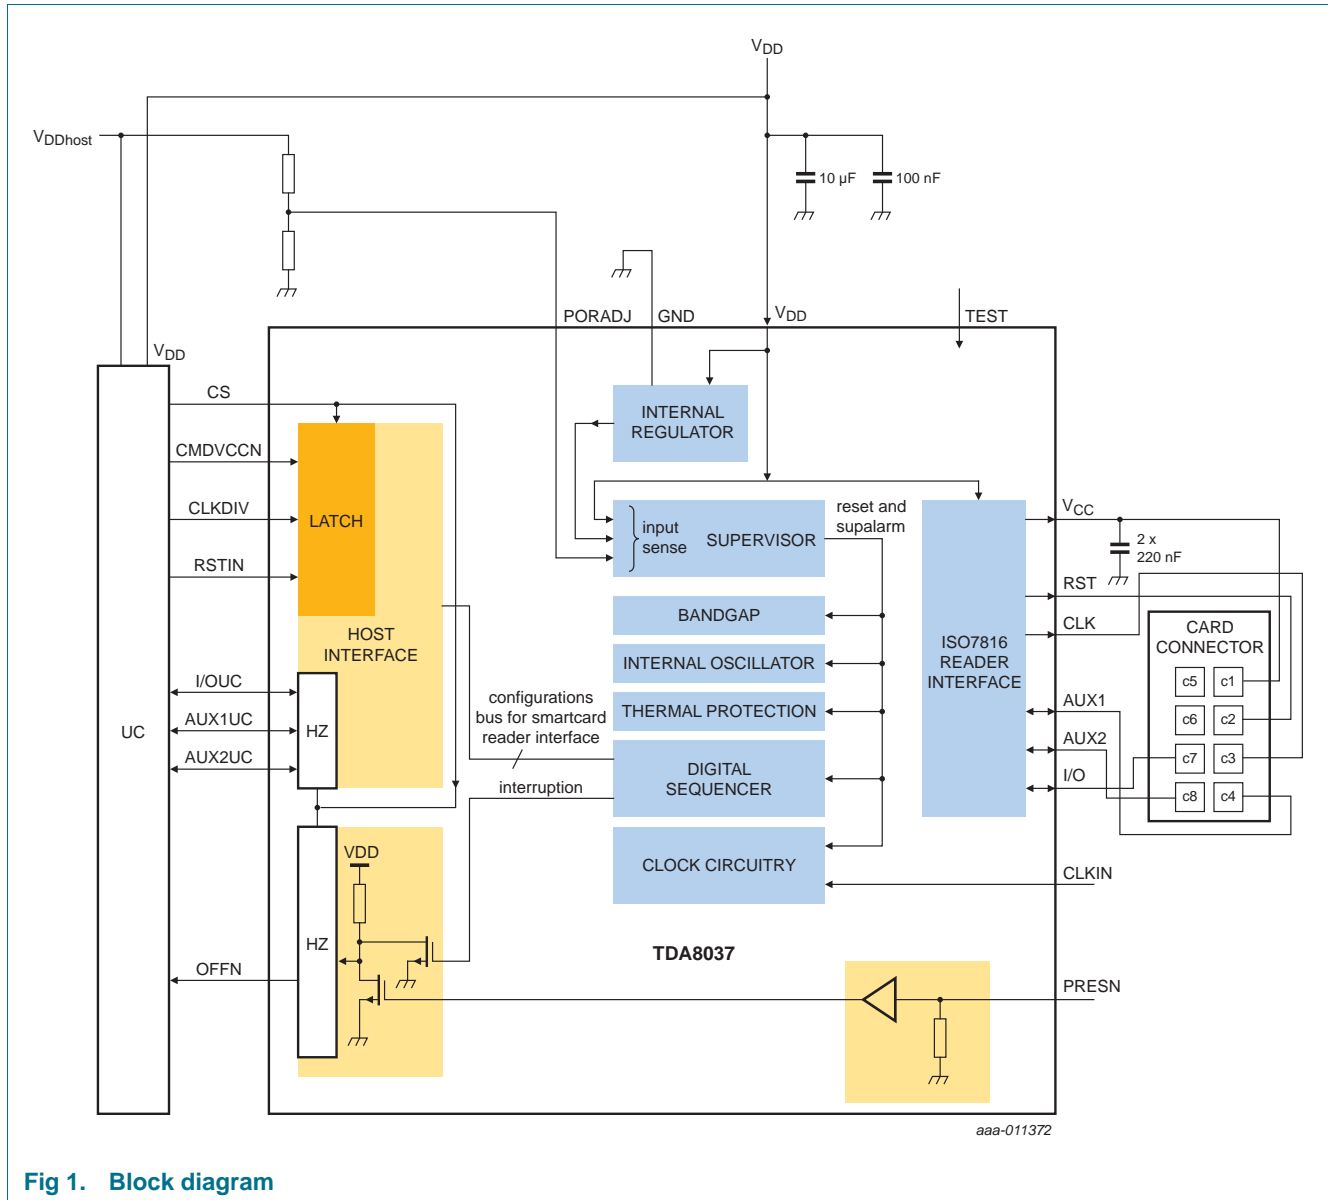 VDD
VDDhost
10 µF
100 nF
PORADJ
GND
VDD
TEST
VDD
CS
CMDVCCN
CLKDIV
RSTIN
LATCH
HOST
INTERFACE
I/OUC
AUX1UC
AUX2UC
HZ
UC
INTERNAL
REGULATOR
input
sense
SUPERVISOR
reset and
supalarm
BANDGAP
INTERNAL OSCILLATOR
THERMAL PROTECTION
configurations
bus for smartcard
reader interface
interruption
DIGITAL
SEQUENCER
CLOCK CIRCUITRY
ISO7816
READER
INTERFACE
VCC
2 x
220 nF
RST
CLK
AUX1
AUX2
I/O
CARD
CONNECTOR
c5 c1
c6 c2
c7 c3
c8 c4
CLKIN
VDD
HZ
OFFN
TDA8037
PRESN
aaa-011372
Fig 1. Block diagram